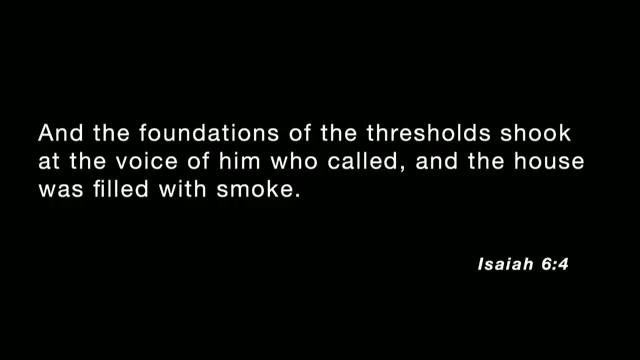 And the foundations of the thresholds shook
at the voice of him who called, and the house
was filled with smoke.
Isaiah 6:4